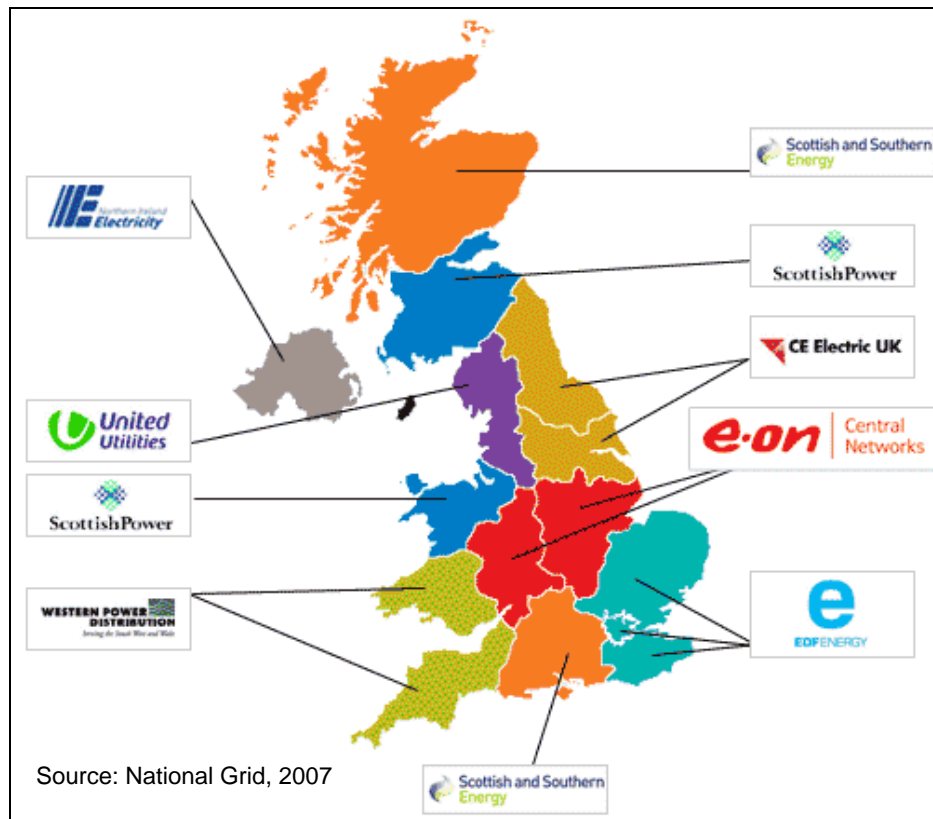 Scottish and Southern
Energy
Northern Ireland
Electricity
ScottishPower
CE Electric UK
United
Utilities
e·on
Central
Networks
ScottishPower
WESTERN POWER
DISTRIBUTION
Serving the South West and Wales
e
EDF ENERGY
Source: National Grid, 2007
Scottish and Southern
Energy